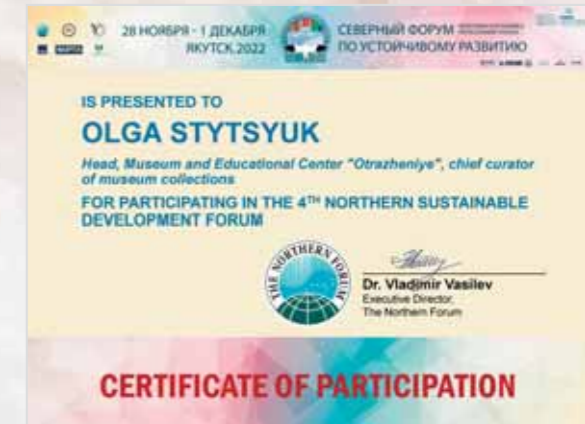 28 НОЯБРЯ - 1 ДЕКАБРЯ
ЯКУТСК, 2022
СЕВЕРНЫЙ ФОРУМ
ПО УСТОЙЧИВОМУ РАЗВИТИЮ
IS PRESENTED TO
OLGA STYTSYUK
Head, Museum and Educational Center "Otrazheniye", chief curator
of museum collections
FOR PARTICIPATING IN THE 4TH NORTHERN SUSTAINABLE
DEVELOPMENT FORUM
THE NORTHERN FORUM
Dr. Vladimir Vasilev
Executive Director,
The Northern Forum
CERTIFICATE OF PARTICIPATION